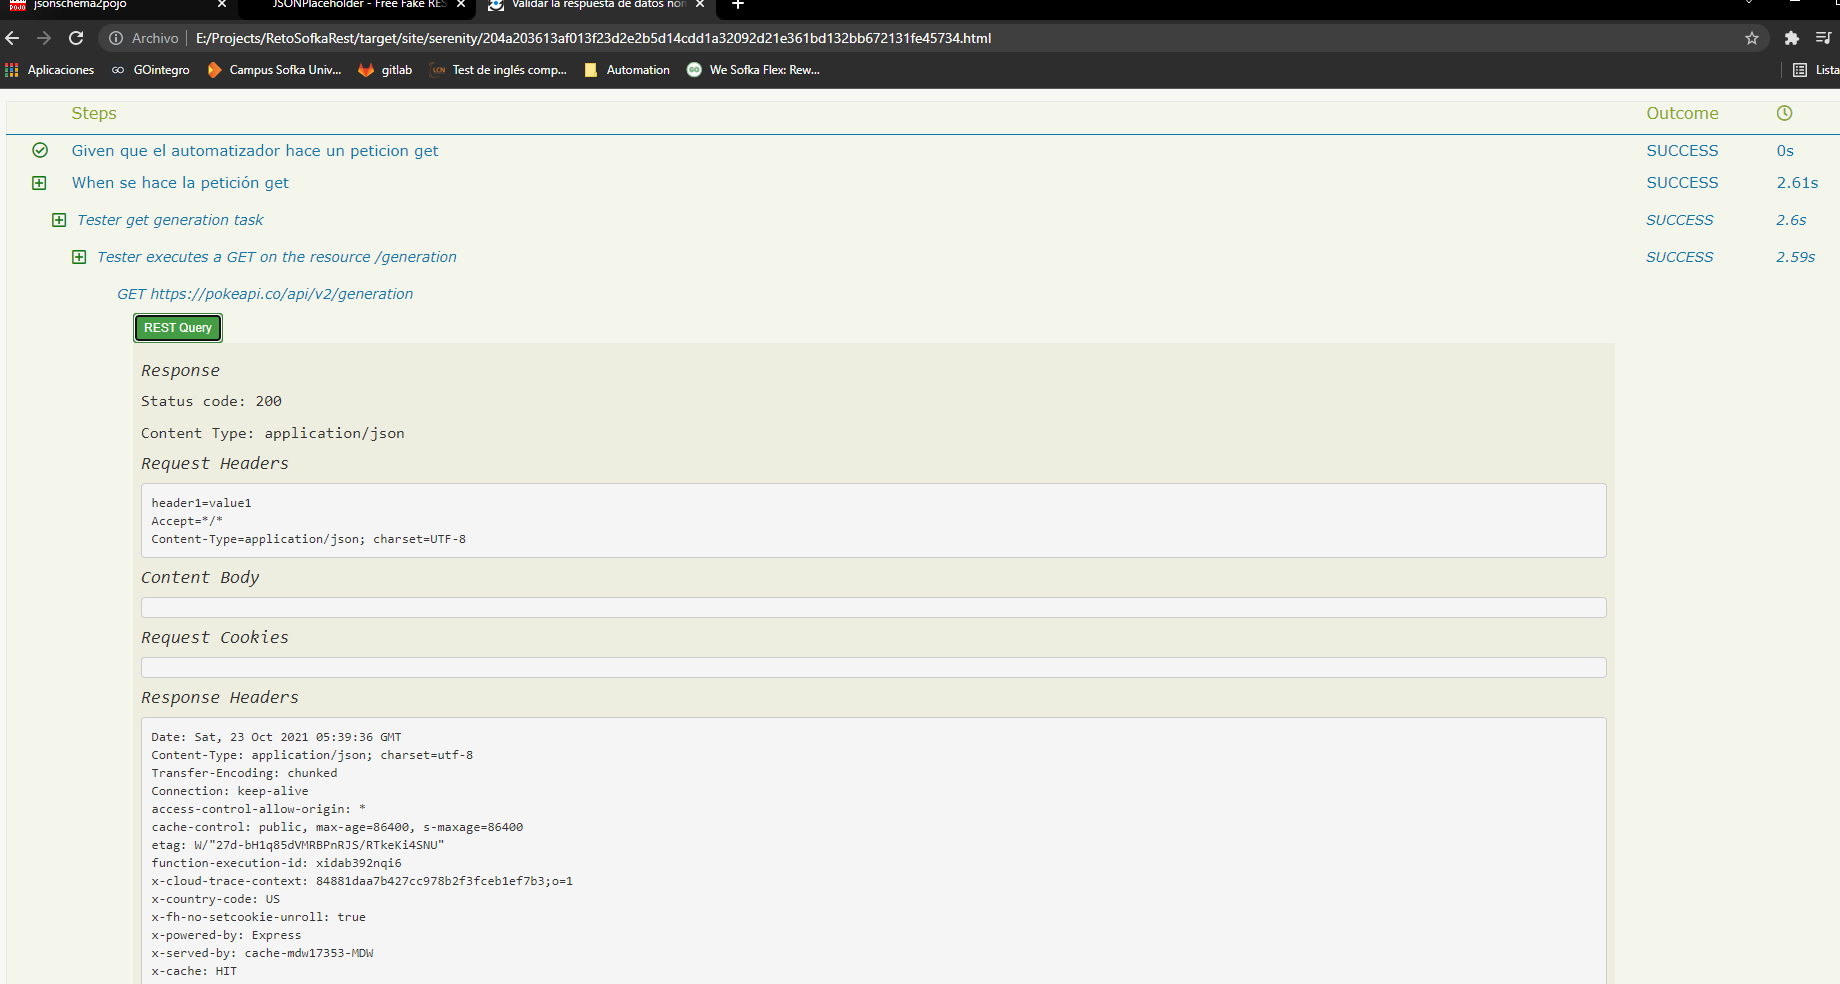 jsonschema2pojo
JSONPlaceholder - Free Fake RES
Validar la respuesta de datos non
Archivo E:/Projects/RetoSofkaRest/target/site/serenity/204a203613af013f23d2e2b5d14cdd1a32092d21e361bd132bb672131fe45734.html
Aplicaciones GOintegro Campus Sofka Univ... gitlab Test de inglés comp... Automation We Sofka Flex: Rew... Lista
Steps Outcome
Given que el automatizador hace un peticion get SUCCESS 0s
When se hace la petición get SUCCESS 2.61s
Tester get generation task SUCCESS 2.6s
Tester executes a GET on the resource /generation SUCCESS 2.59s
GET https://pokeapi.co/api/v2/generation
REST Query
Response
Status code: 200
Content Type: application/json
Request Headers
header1=value1
Accept=*/*
Content-Type=application/json; charset=UTF-8
Content Body
Request Cookies
Response Headers
Date: Sat, 23 Oct 2021 05:39:36 GMT
Content-Type: application/json; charset=utf-8
Transfer-Encoding: chunked
Connection: keep-alive
access-control-allow-origin: *
cache-control: public, max-age=86400, s-maxage=86400
etag: W/"27d-bH1q85dVMRBPnRJS/RTkeKi4SNU"
function-execution-id: xidab392nqi6
x-cloud-trace-context: 84881daa7b427cc978b2f3fceb1ef7b3;o=1
x-country-code: US
x-fh-no-setcookie-unroll: true
x-powered-by: Express
x-served-by: cache-mdw17353-MDW
x-cache: HIT